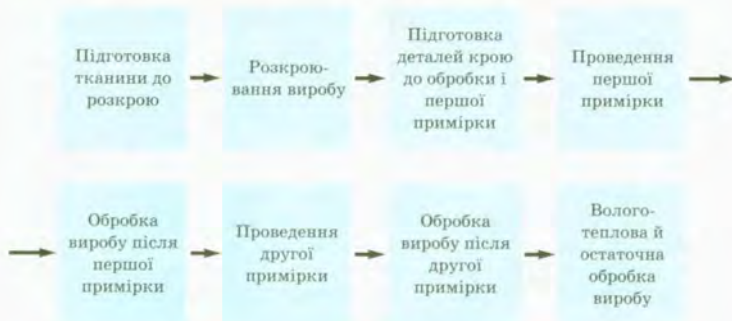 Підготовка
тканини до
розкрою
Розкрою-
вання виробу
Підготовка
деталей крою
до обробки і
першої
примірки
Проведення
першої
примірки
Обробка
виробу після
першої
примірки
Проведення
другої
примірки
Обробка
виробу після
другої
примірки
Волого-
теплова й
остаточна
обробка
виробу